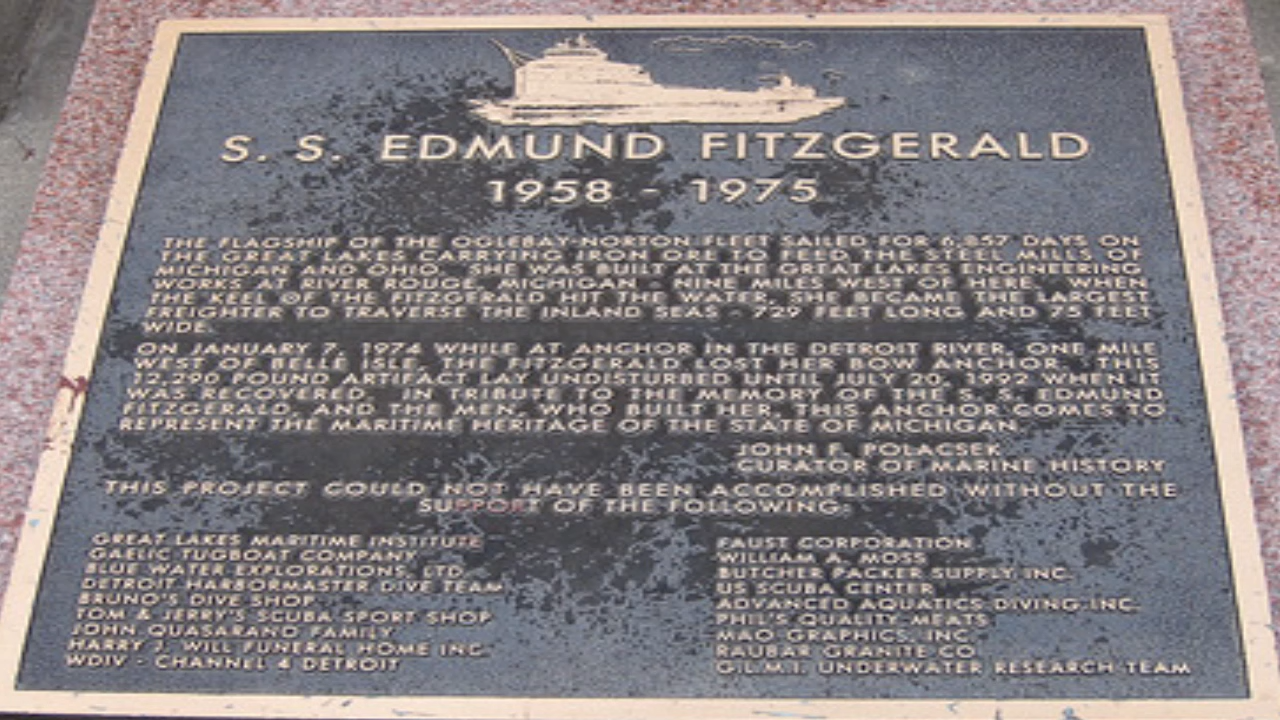 S. S. EDMUND FITZGERALD
1958 - 1975
THE FLAGSHIP OF THE OGLEBAY-NORTON FLEET SAILED FOR 6,857 DAYS ON
THE GREAT LAKES CARRYING IRON ORE TO FEED THE STEEL MILLS OF
MICHIGAN AND OHIO. SHE WAS BUILT AT THE GREAT LAKES ENGINEERING
WORKS AT RIVER ROUGE, MICHIGAN - NINE MILES WEST OF HERE. WHEN
THE KEEL OF THE FITZGERALD HIT THE WATER, SHE BECAME THE LARGEST
FREIGHTER TO TRAVERSE THE INLAND SEAS - 729 FEET LONG AND 75 FEET
WIDE.
ON JANUARY 7, 1974 WHILE AT ANCHOR IN THE DETROIT RIVER, ONE MILE
WEST OF BELLE ISLE, THE FITZGERALD LOST HER BOW ANCHOR. THIS
12,290 POUND ARTIFACT LAY UNDISTURBED UNTIL JULY 20, 1992 WHEN IT
WAS RECOVERED. IN TRIBUTE TO THE MEMORY OF THE S. S. EDMUND
FITZGERALD, AND THE MEN, WHO BUILT HER, THIS ANCHOR COMES TO
REPRESENT THE MARITIME HERITAGE OF THE STATE OF MICHIGAN.
JOHN F. POLACSEK
CURATOR OF MARINE HISTORY
THIS PROJECT COULD NOT HAVE BEEN ACCOMPLISHED WITHOUT THE
SUPPORT OF THE FOLLOWING:
GREAT LAKES MARITIME INSTITUTE
GAELIC TUGBOAT COMPANY
BLUE WATER EXPLORATIONS, LTD.
DETROIT HARBORMASTER DIVE TEAM
BRUNO'S DIVE SHOP
TOM & JERRY'S SCUBA SPORT SHOP
JOHN QUASARAND FAMILY
HARRY J. WILL FUNERAL HOME INC.
WDIV - CHANNEL 4 DETROIT
FAUST CORPORATION
WILLIAM A. MOSS
BUTCHER PACKER SUPPLY, INC.
US SCUBA CENTER
ADVANCED AQUATICS DIVING, INC.
PHIL'S QUALITY MEATS
MAO GRAPHICS, INC.
RAUBAR GRANITE CO
G.L.M.I. UNDERWATER RESEARCH TEAM